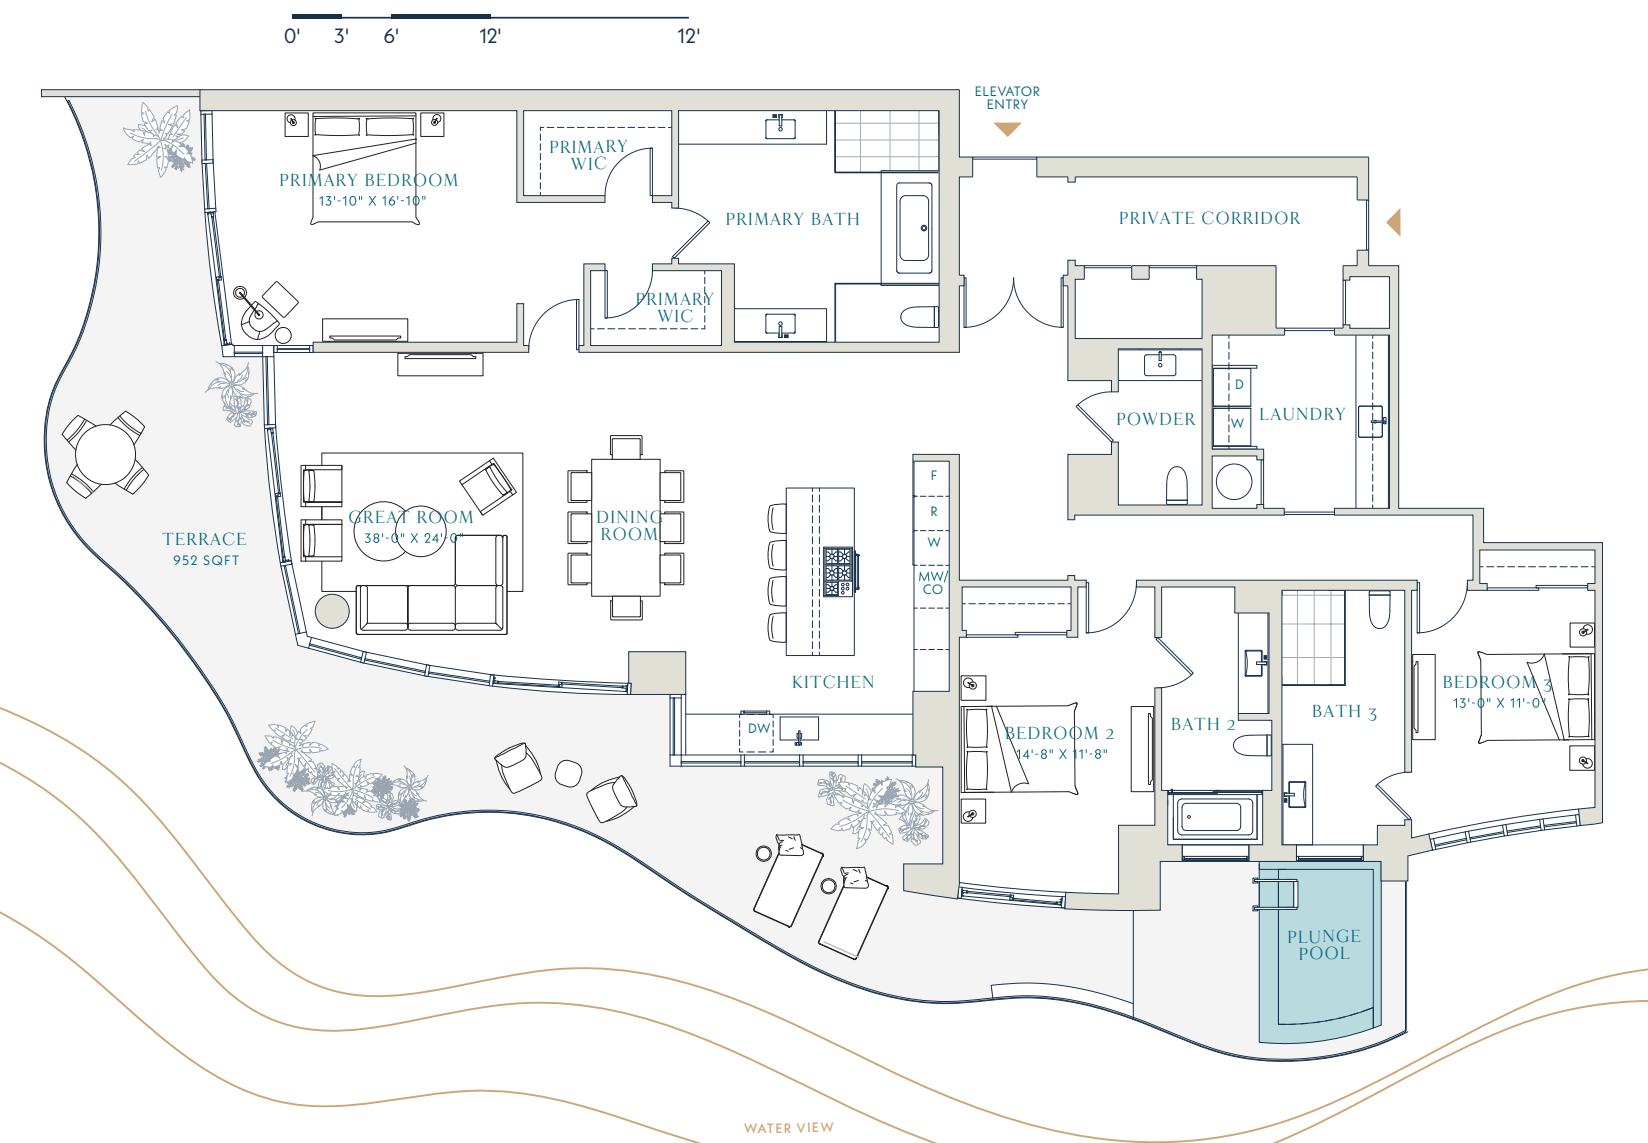 0' 3' 6' 12' 12'
ELEVATOR
ENTRY
PRIMARY
WIC
PRIMARY BEDROOM
13'-10" X 16'-10"
PRIMARY BATH
PRIVATE CORRIDOR
PRIMARY
WIC
D
W
LAUNDRY
POWDER
F
R
W
MW/
CO
GREAT ROOM
38'-0" X 24'-0"
DINING
ROOM
TERRACE
952 SQFT
KITCHEN
DW
BEDROOM 2
14'-8" X 11'-8"
BATH 2
BATH 3
BEDROOM 3
13'-0" X 11'-0"
PLUNGE
POOL
WATER VIEW